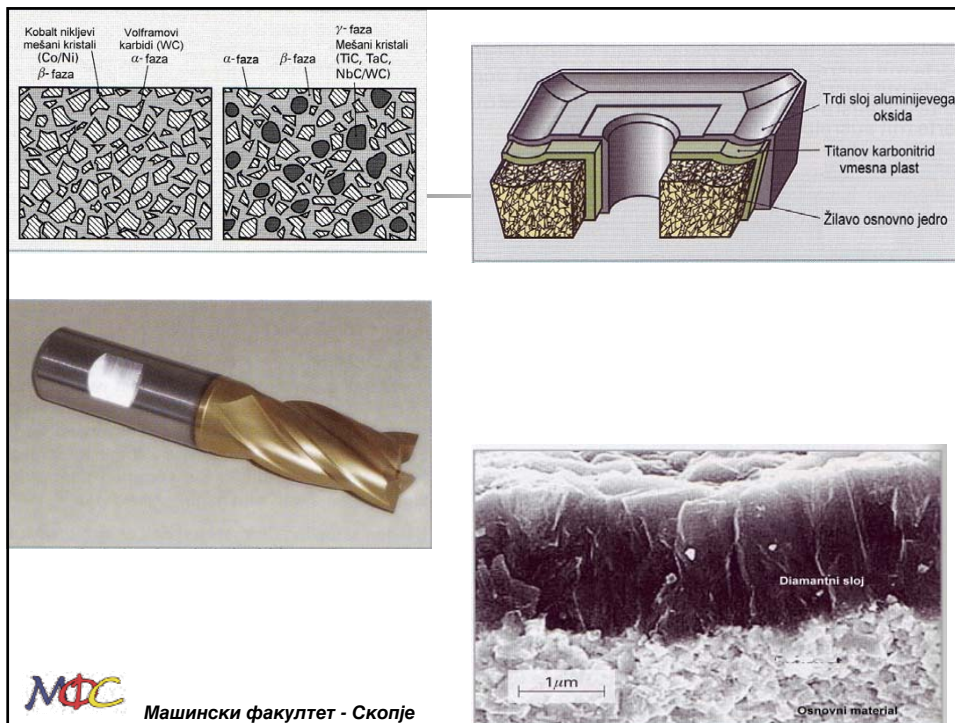 Kobalt nikljevi
mešani kristali
(Co/Ni)
β-faza
Volframovi
karbidi (WC)
α-faza
α-faza
β-faza
γ-faza
Mešani kristali
(TiC, TaC,
NbC/WC)
Trdi sloj aluminijevega
oksida
Titanov karbonitrid
vmesna plast
Žilavo osnovno jedro
Diamantni sloj
1μm
Osnovni material
МФС
Машински факултет - Скопје